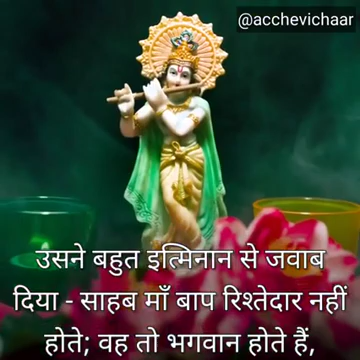 @acchevichaar
उसने बहुत इत्मिनान से जवाब
दिया - साहब माँ बाप रिश्तेदार नहीं
होते; वह तो भगवान होते हैं,